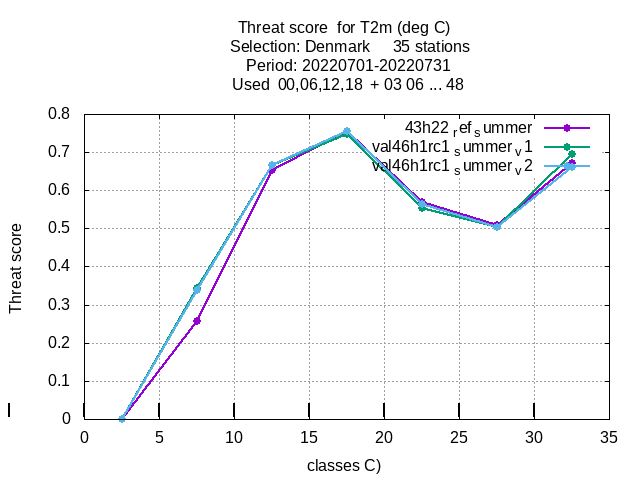 Threat score  for T2m (deg C)
Selection: Denmark     35 stations
Period: 20220701-20220731
Used  00,06,12,18  + 03 06 ... 48
43h22 ref summer
val46h1rc1 summer v1
val46h1rc1 summer v2
0.8
0.7
0.6
0.5
0.4
0.3
0.2
0.1
0
Threat score
0 5 10 15 20 25 30 35
classes C)